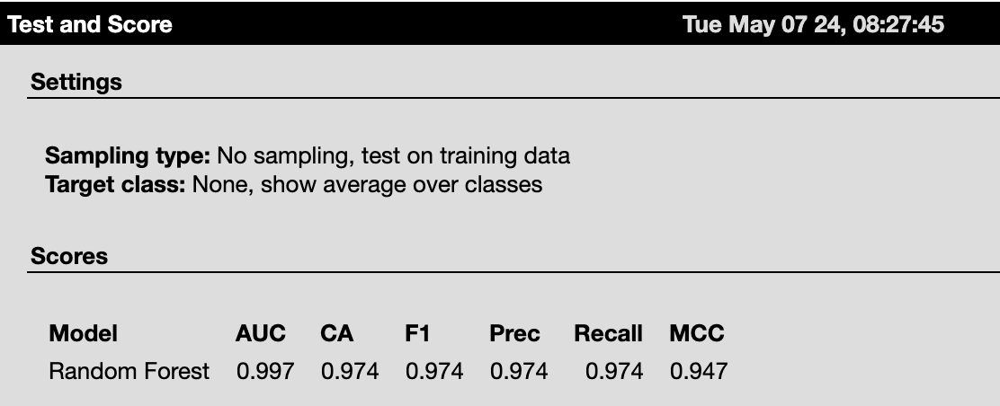 Test and Score Tue May 07 24, 08:27:45
Settings
Sampling type: No sampling, test on training data
Target class: None, show average over classes
Scores
Model AUC CA F1 Prec Recall MCC
Random Forest 0.997 0.974 0.974 0.974 0.974 0.947